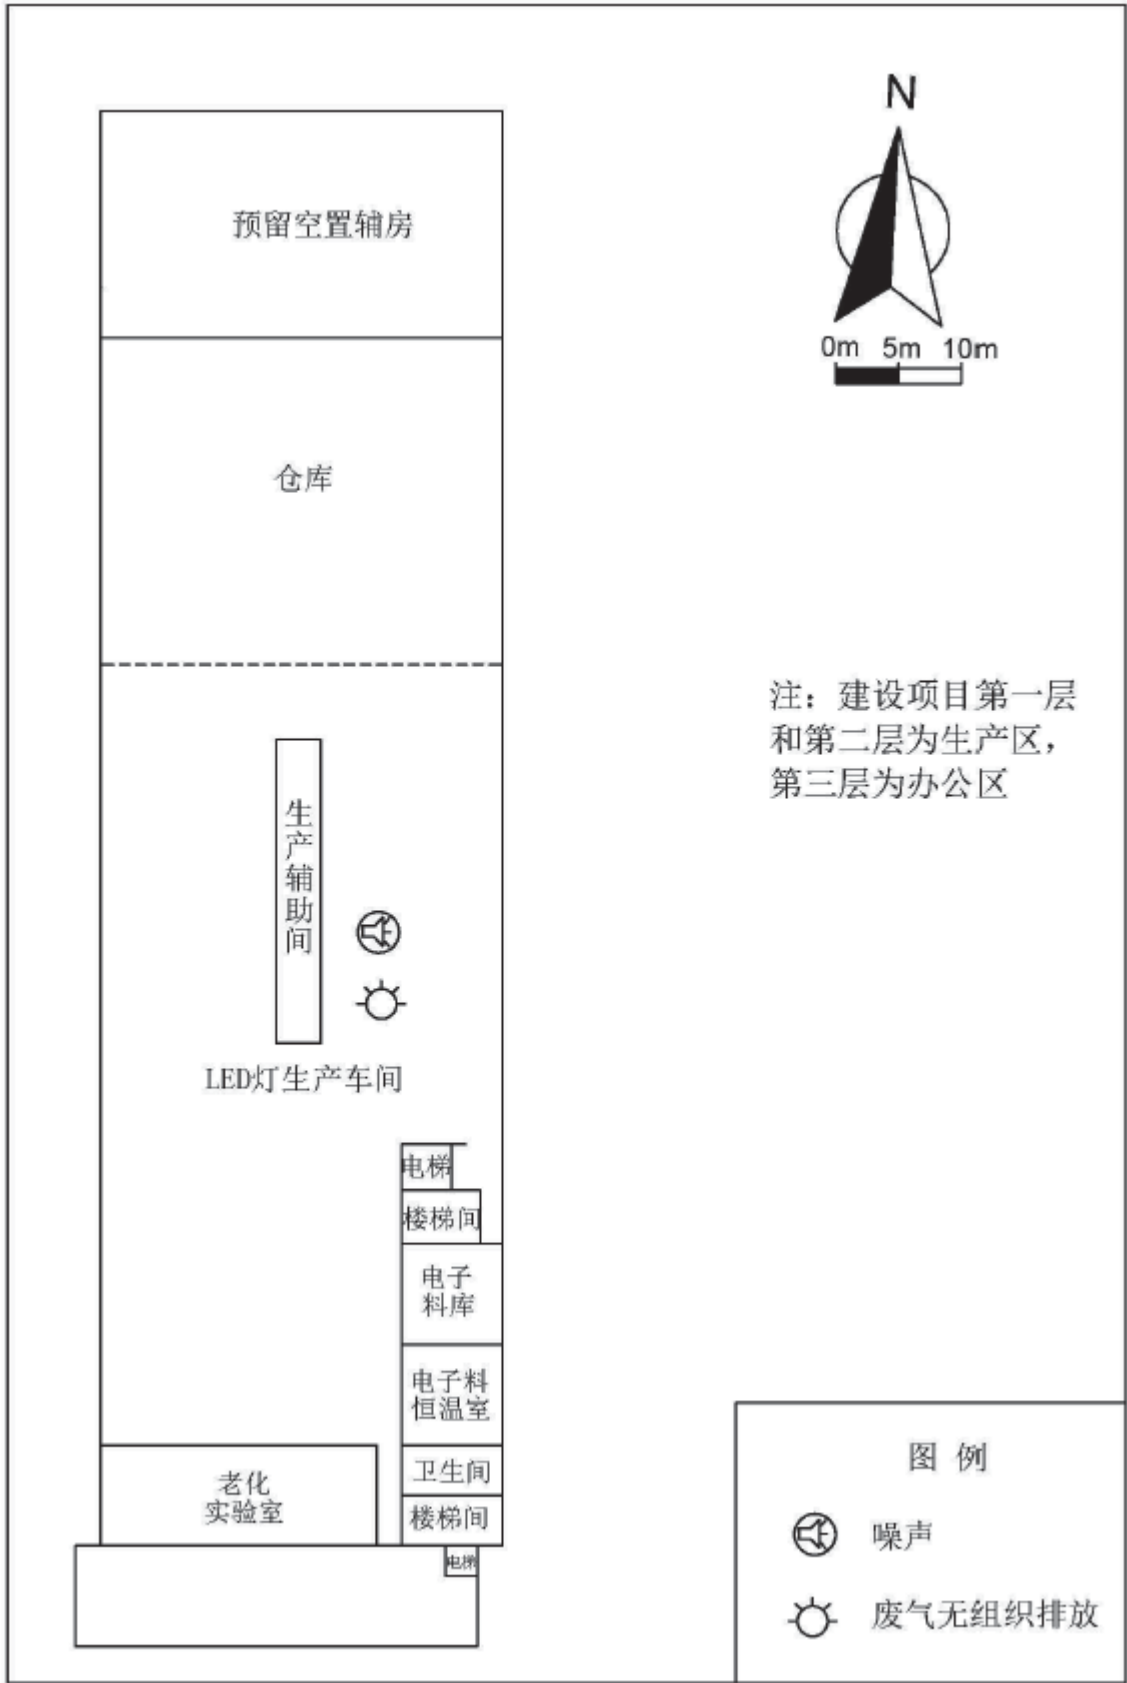 N
预留空置辅房
0m 5m 10m
仓库
注：建设项目第一层
和第二层为生产区，
第三层为办公区
生产辅助间
LED灯生产车间
电梯
楼梯间
电子
料库
电子料
恒温室
卫生间
楼梯间
老化
实验室
电梯
图 例
噪声
废气无组织排放